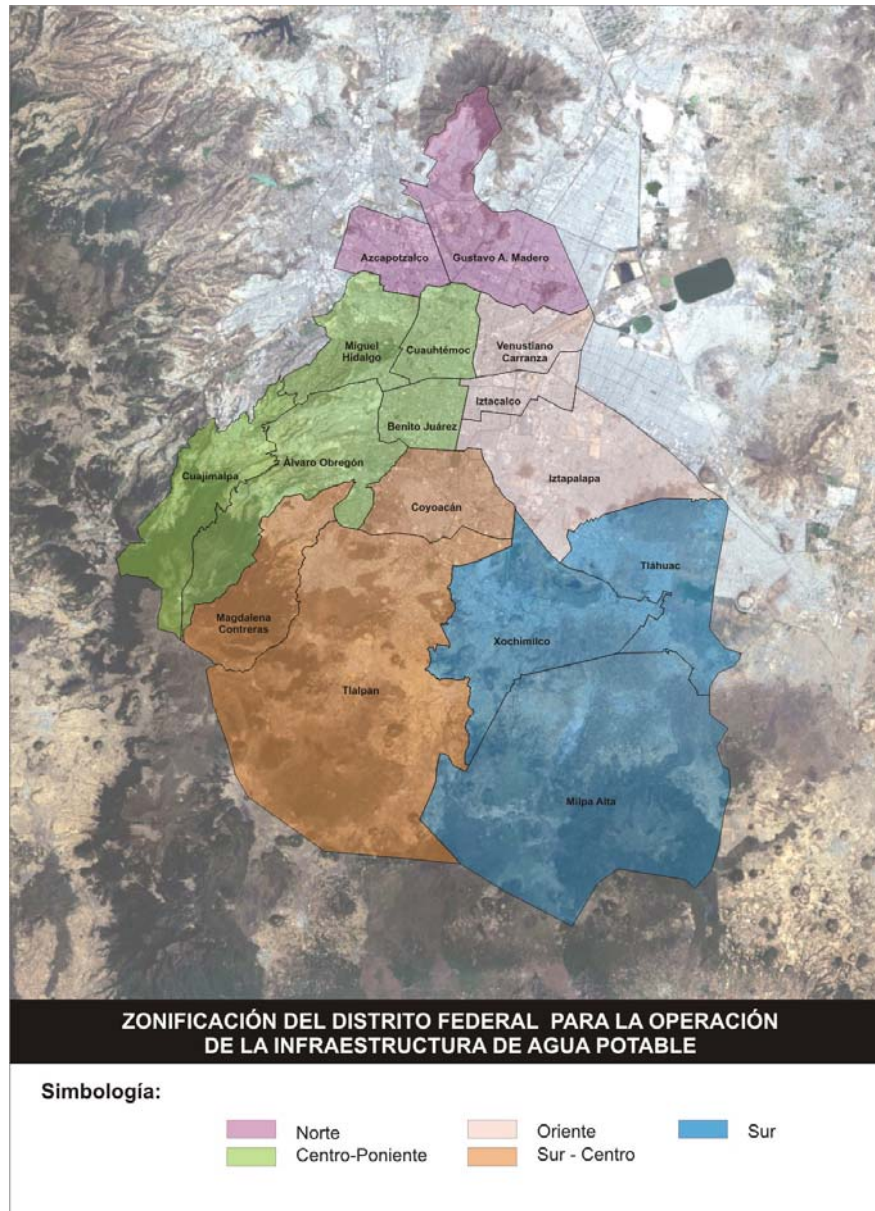 Azcapotzalco
Gustavo A. Madero
Miguel
Hidalgo
Cuauhtémoc
Venustiano
Carranza
Iztacalco
Benito Juárez
Cuajimalpa
Álvaro Obregón
Iztapalapa
Coyoacán
Tláhuac
Magdalena
Contreras
Xochimilco
Tlalpan
Milpa Alta
ZONIFICACIÓN DEL DISTRITO FEDERAL PARA LA OPERACIÓN
DE LA INFRAESTRUCTURA DE AGUA POTABLE
Simbología:
Norte
Oriente
Sur
Centro-Poniente
Sur - Centro